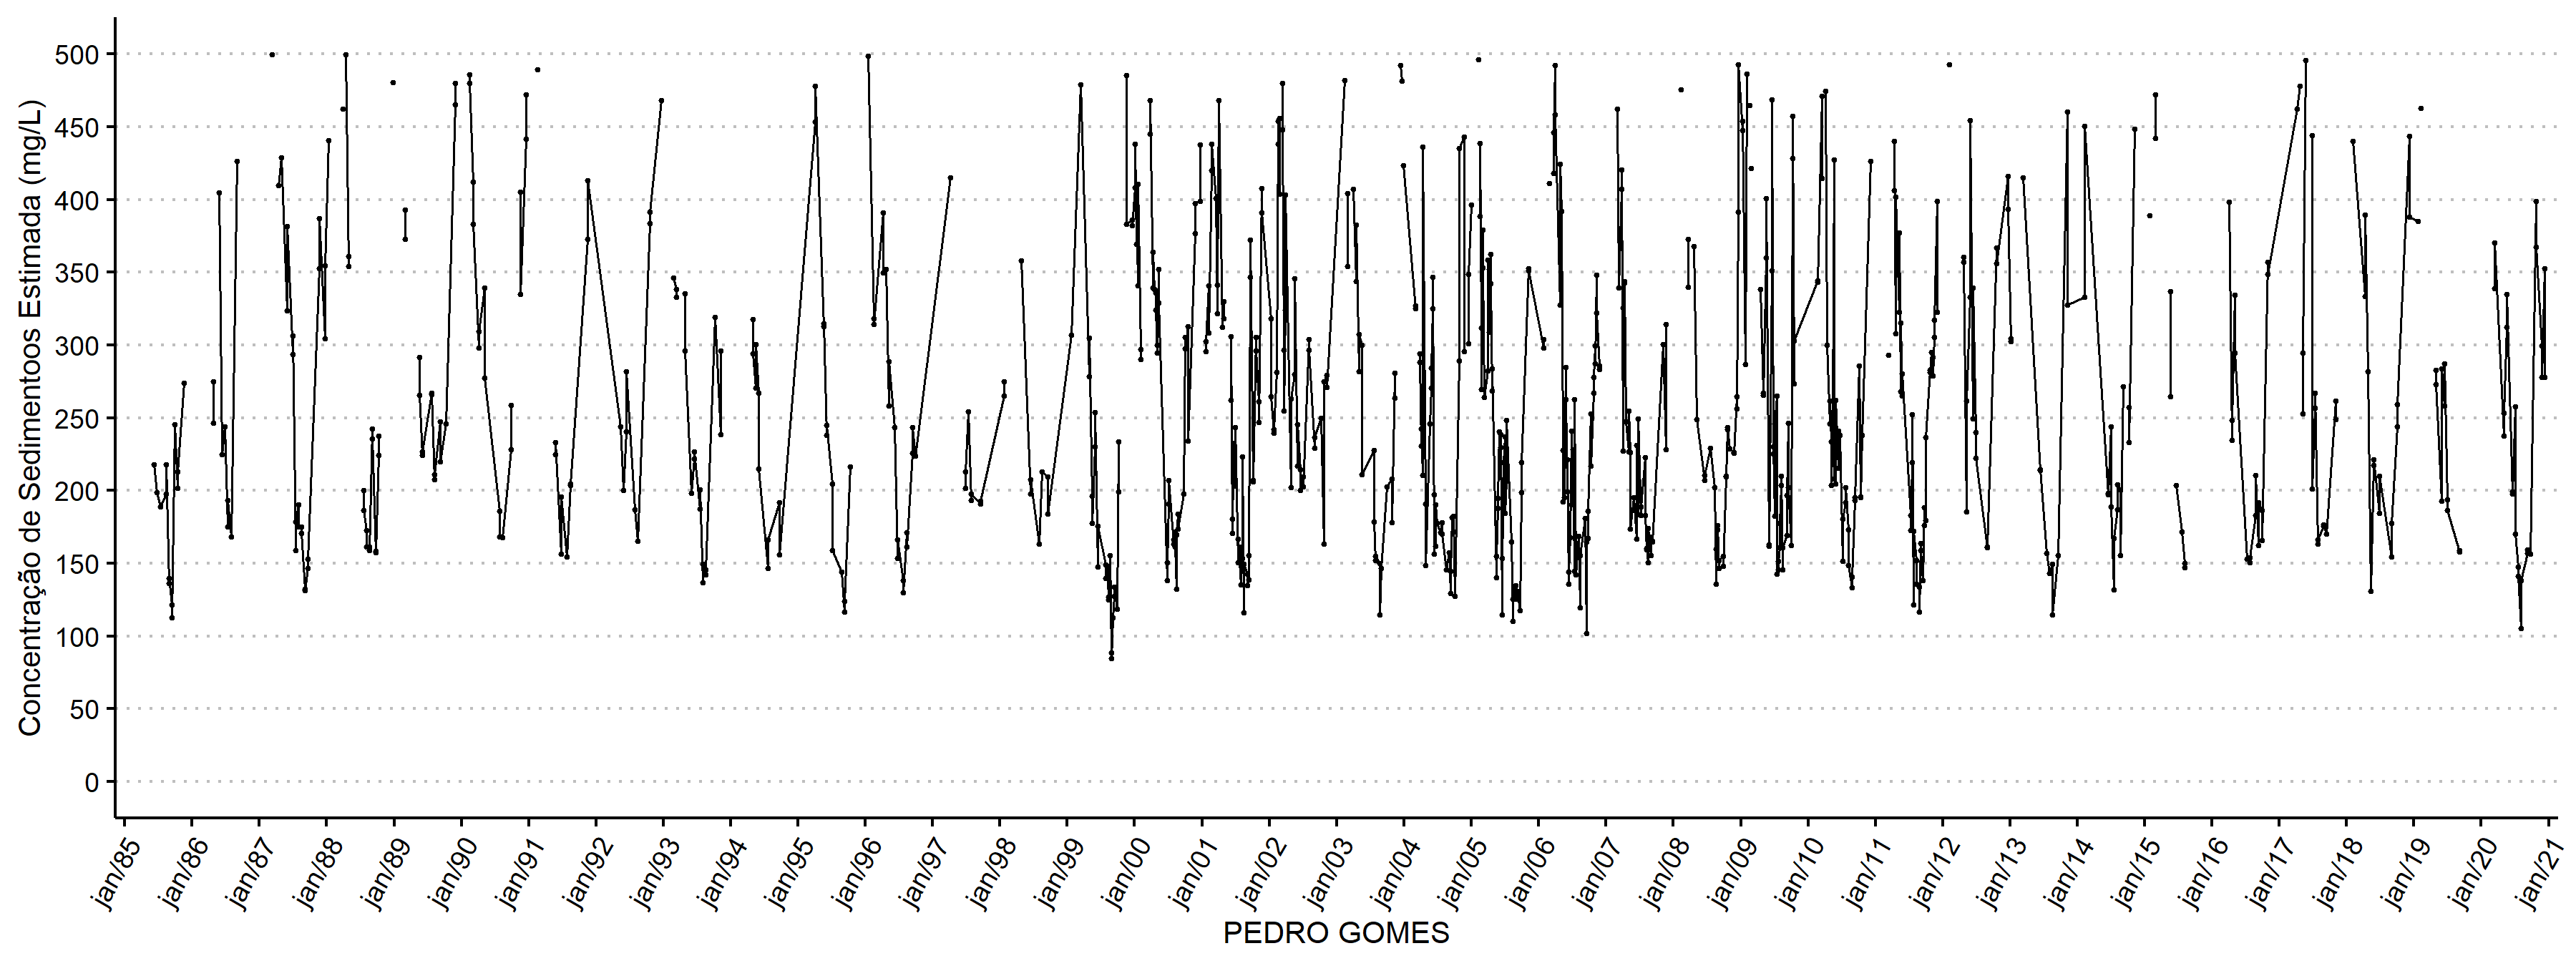 Concentração de Sedimentoos Estimada (mg/L)
500
450
400
350
300
250
200
150
100
50
0
jan/85
jan/86
jan/87
jan/88
jan/89
jan/90
jan/91
jan/92
jan/93
jan/94
jan/95
jan/96
jan/97
jan/98
jan/99
jan/00
jan/01
jan/02
jan/03
jan/04
jan/05
jan/06
jan/07
jan/08
jan/09
jan/10
jan/11
jan/12
jan/13
jan/14
jan/15
jan/16
jan/17
jan/18
jan/19
jan/20
jan/21
PEDRO GOMES